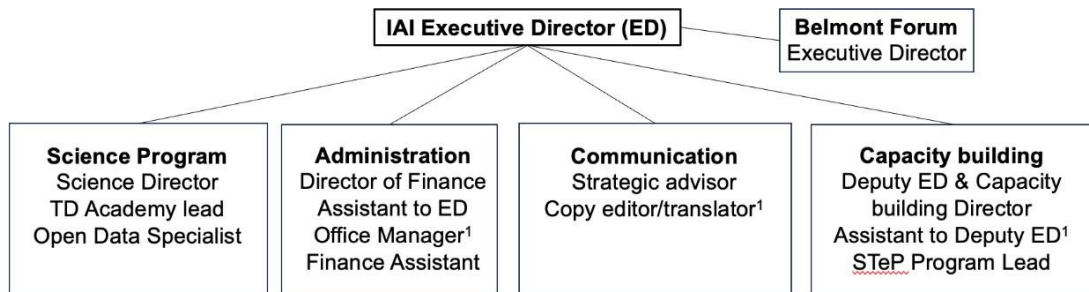 IAI Executive Director (ED)
Belmont Forum
Executive Director
Science Program
Science Director
TD Academy lead
Open Data Specialist
Administration
Director of Finance
Assistant to ED
Office Manager¹
Finance Assistant
Communication
Strategic advisor
Copy editor/translator¹
Capacity building
Deputy ED & Capacity
building Director
Assistant to Deputy ED¹
STeP Program Lead